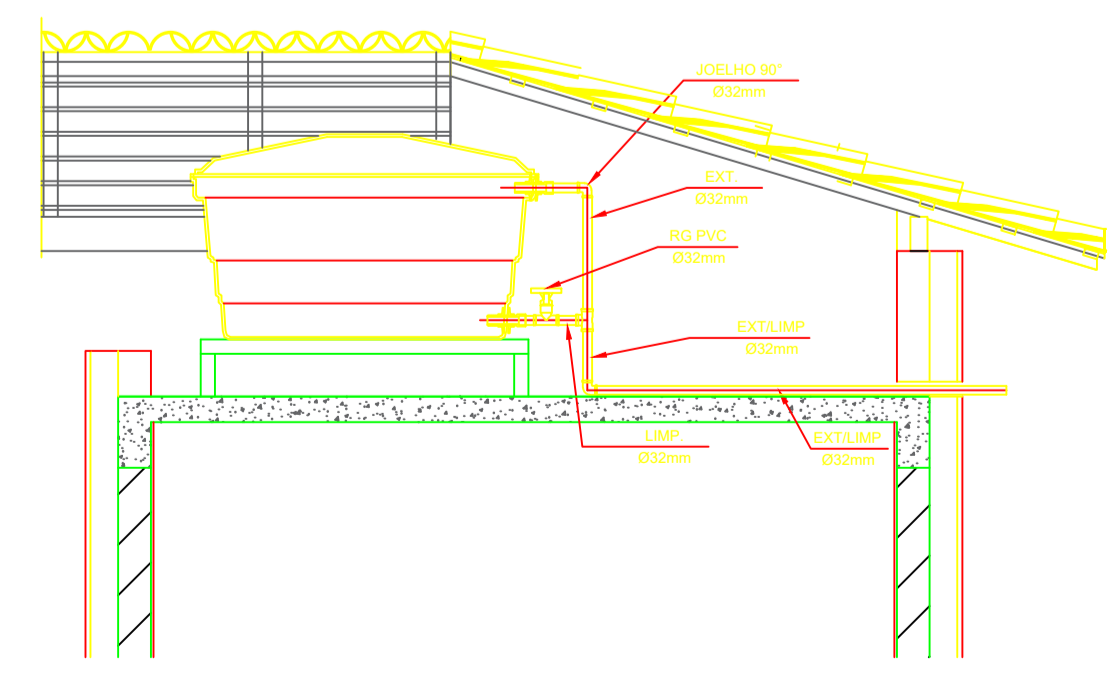 JOELHO 90°
Ø32mm
EXT.
Ø32mm
RG PVC
Ø32mm
EXT/LIMP
Ø32mm
LIMP.
Ø32mm
EXT/LIMP
Ø32mm